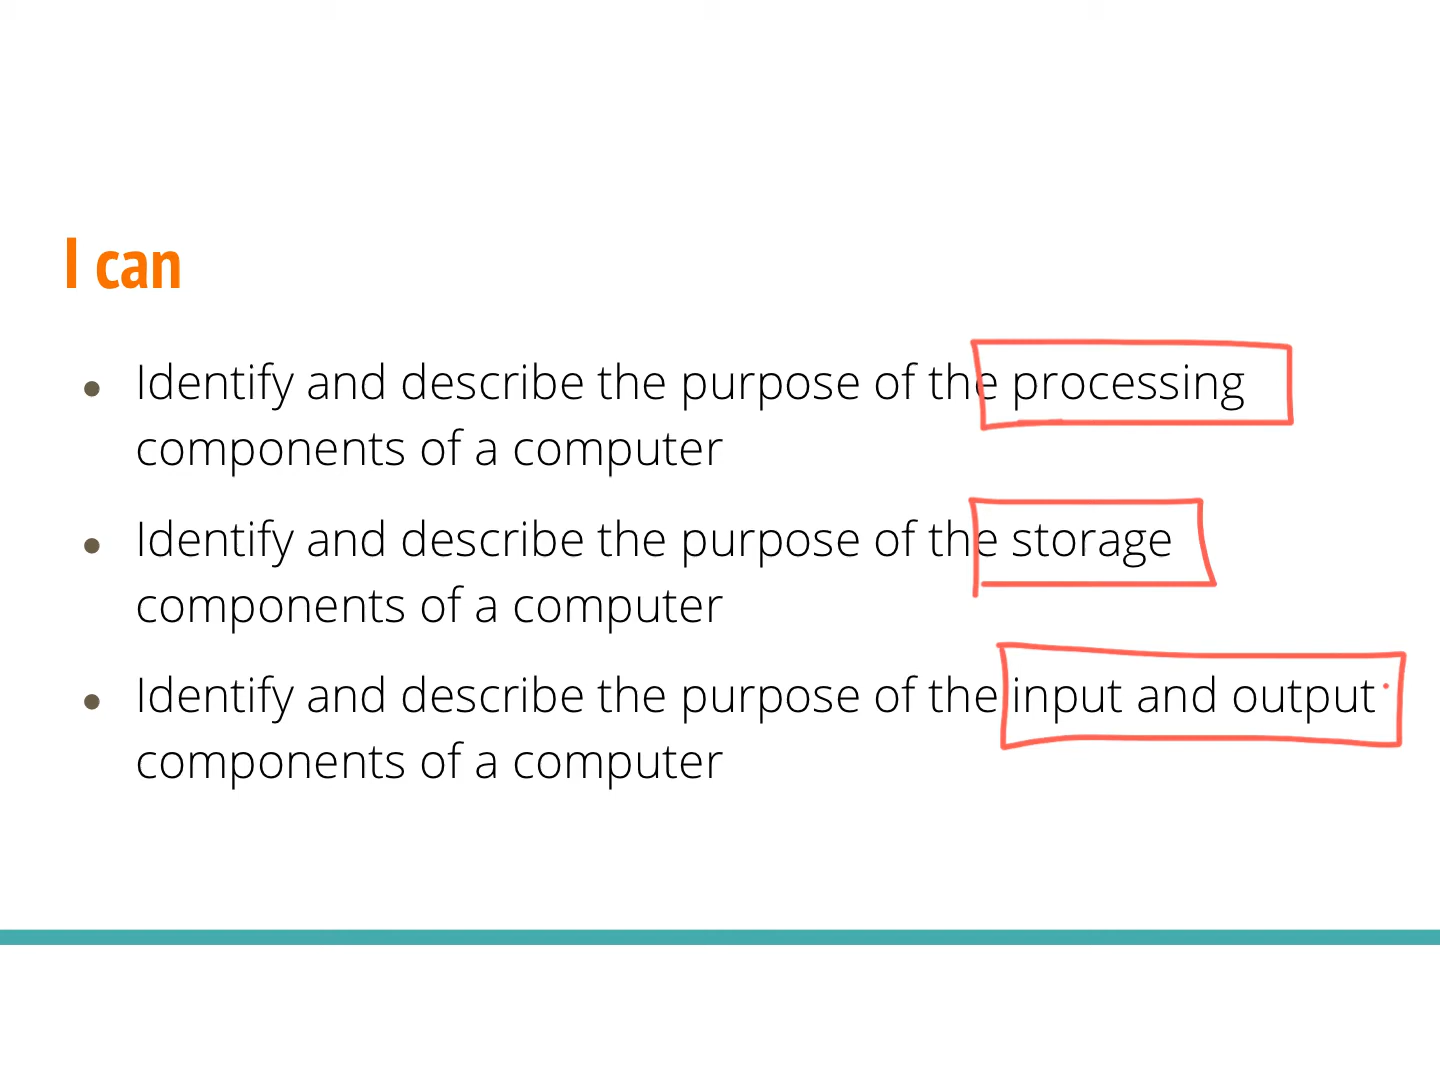 I can
● Identify and describe the purpose of the processing
components of a computer
● Identify and describe the purpose of the storage
components of a computer
● Identify and describe the purpose of the input and output
components of a computer